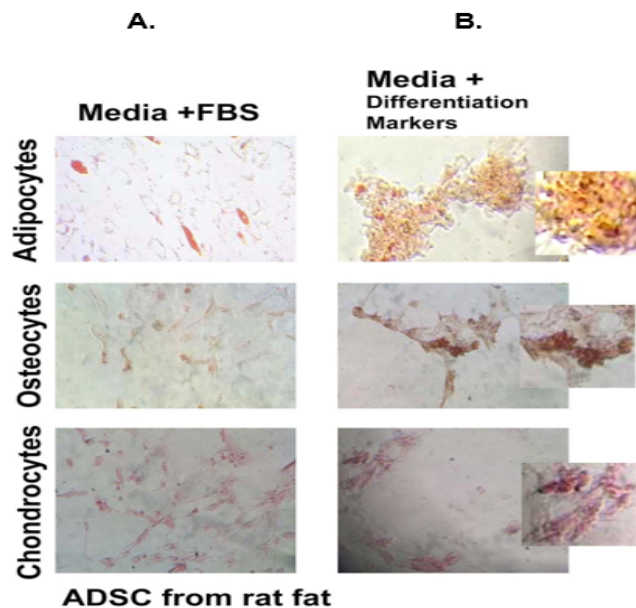 A.
B.
Media +FBS
Media +
Differentiation
Markers
Adipocytes
Osteocytes
Chondrocytes
ADSC from rat fat